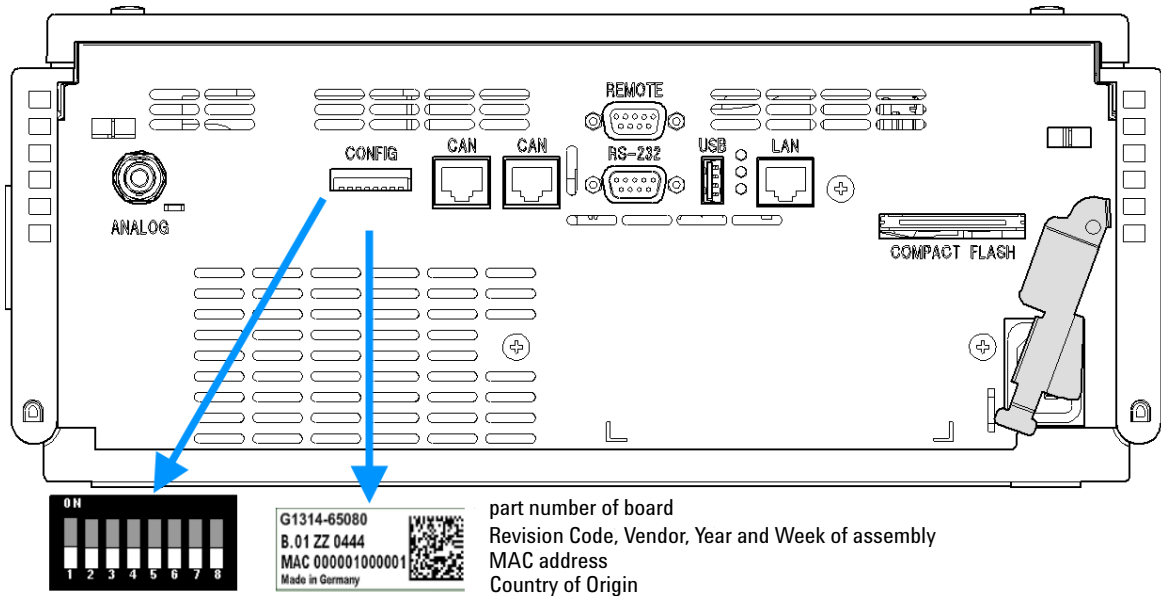 REMOTE
CONFIG
CAN
CAN
RS-232
USB
LAN
ANALOG
COMPACT FLASH
ON
1 2 3 4 5 6 7 8
G1314-65080
B.01 ZZ 0444
MAC 000001000001
Made in Germany
part number of board
Revision Code, Vendor, Year and Week of assembly
MAC address
Country of Origin